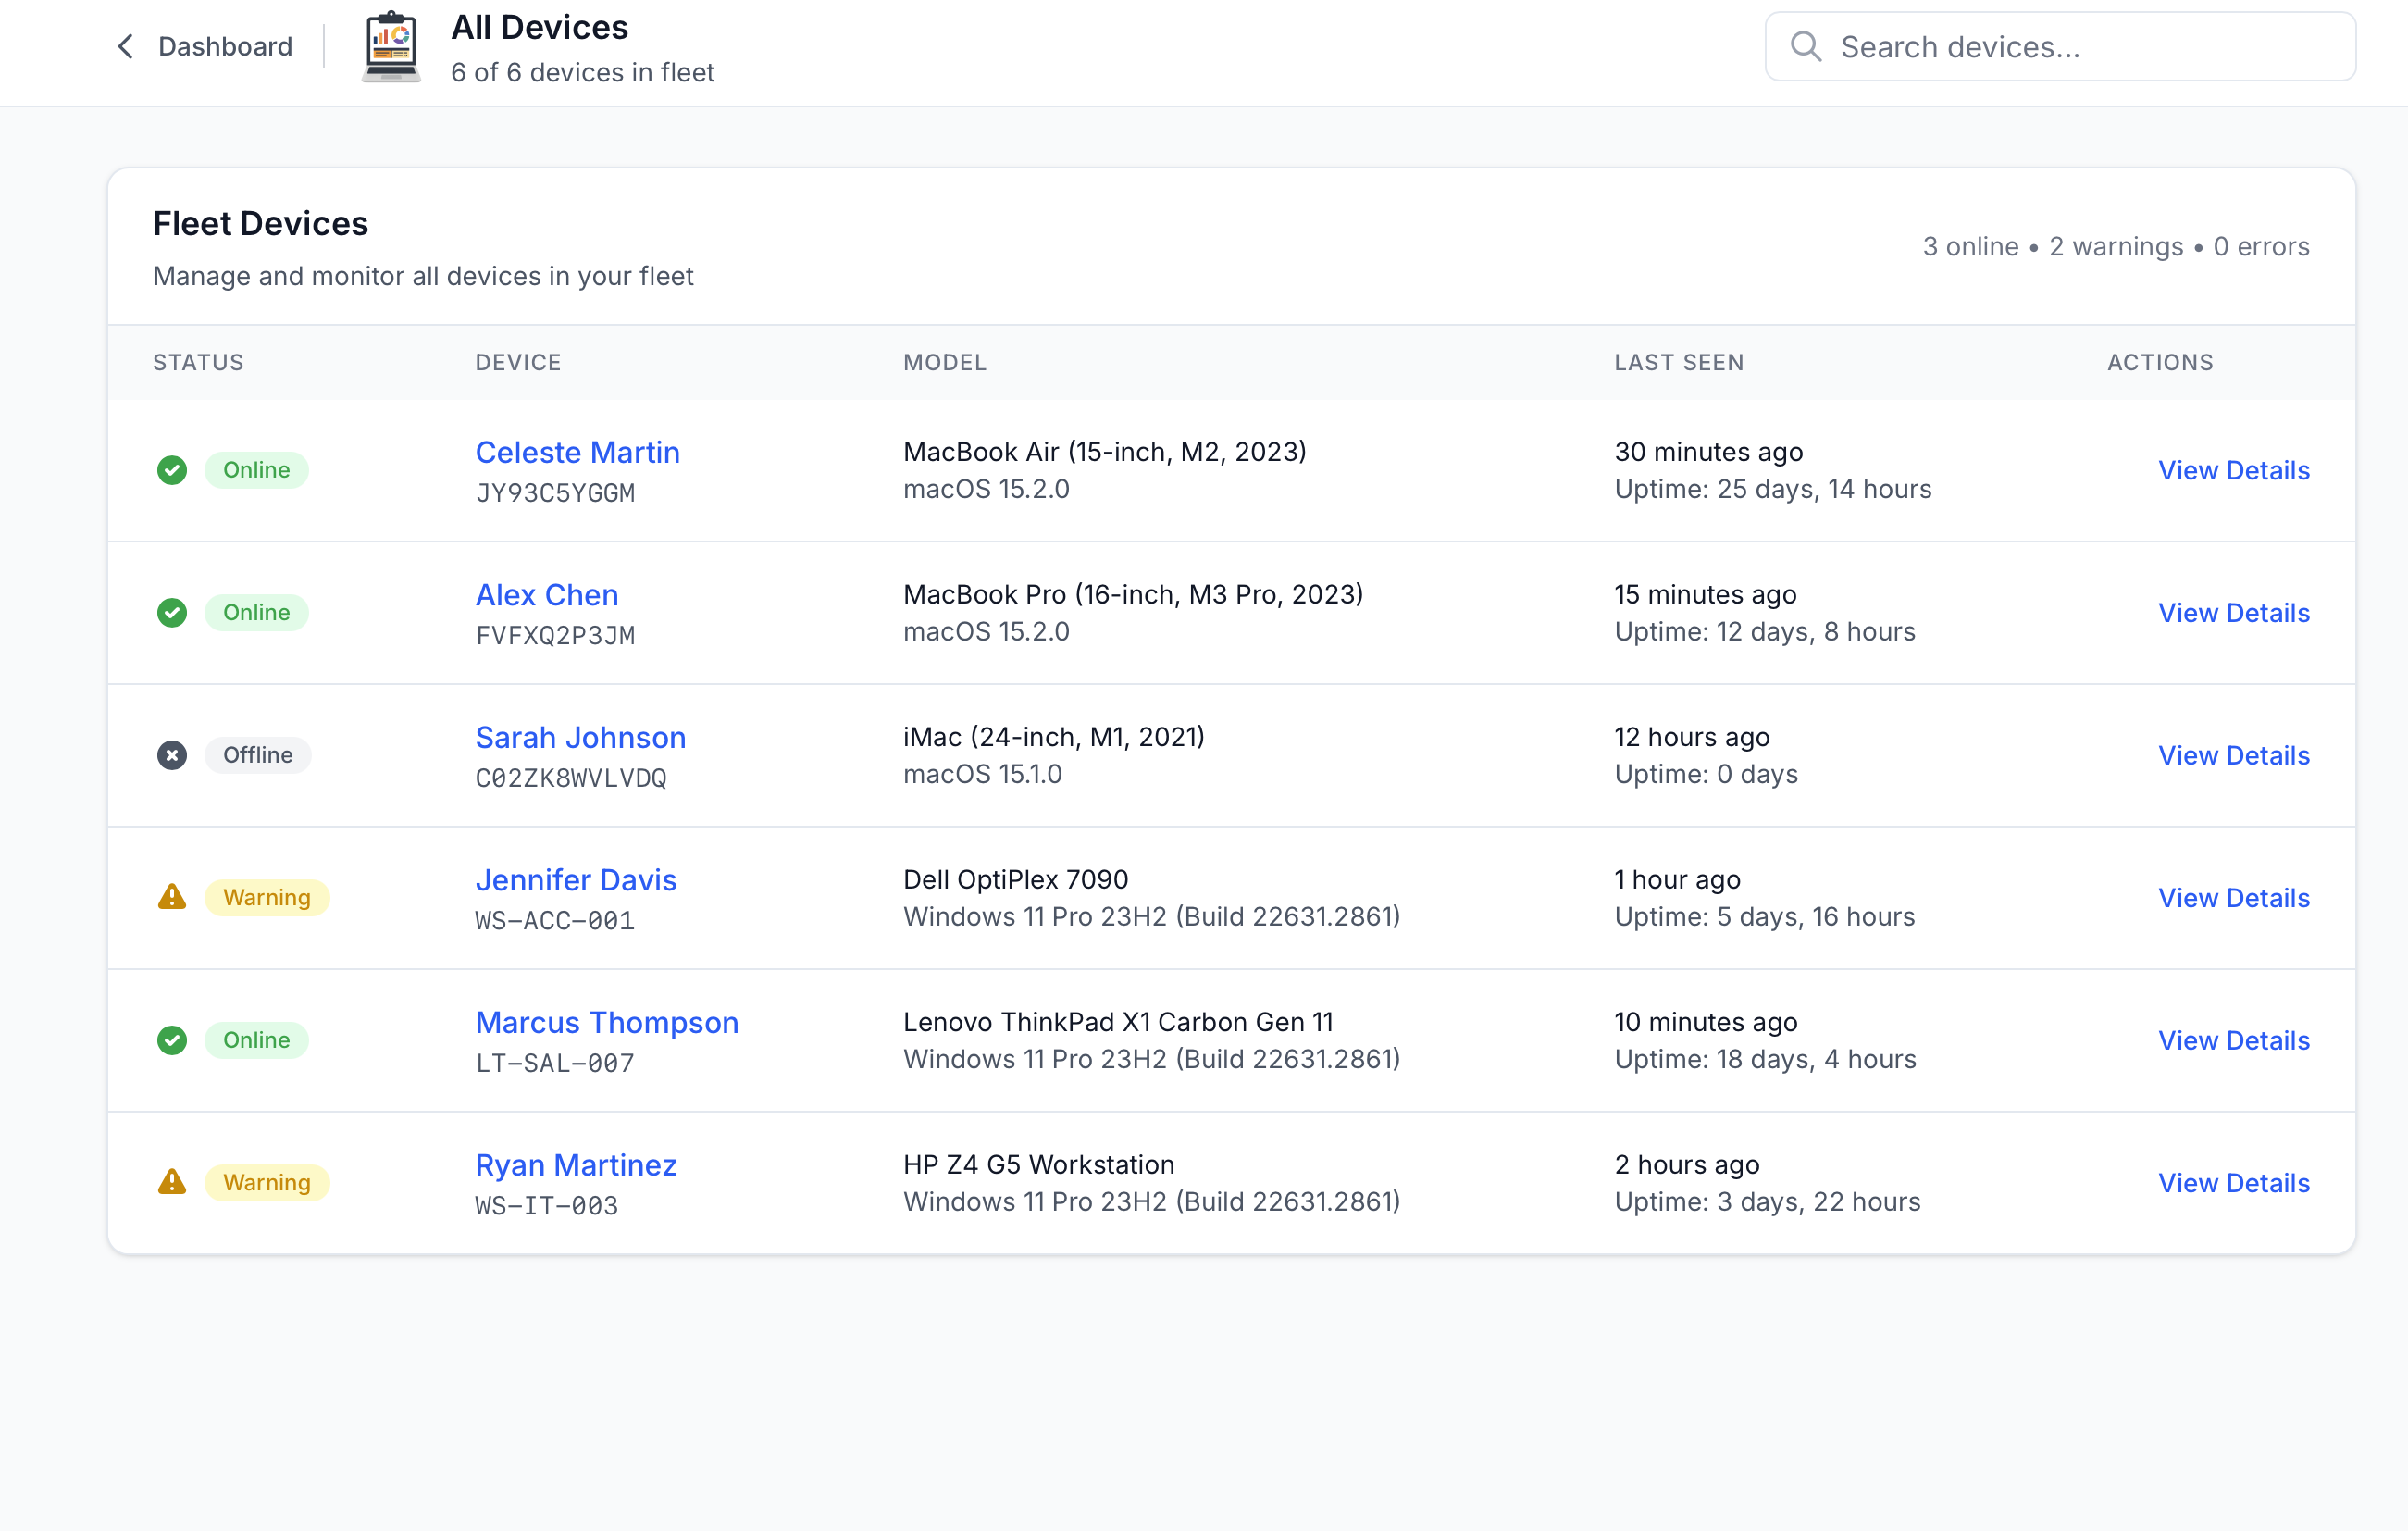 Dashboard
All Devices
6 of 6 devices in fleet
Search devices...
Fleet Devices
Manage and monitor all devices in your fleet
3 online • 2 warnings • 0 errors
STATUS DEVICE MODEL LAST SEEN ACTIONS
Online Celeste Martin MacBook Air (15-inch, M2, 2023) 30 minutes ago View Details
JY93C5YGGM macOS 15.2.0 Uptime: 25 days, 14 hours
Online Alex Chen MacBook Pro (16-inch, M3 Pro, 2023) 15 minutes ago View Details
FVFXQ2P3JM macOS 15.2.0 Uptime: 12 days, 8 hours
Offline Sarah Johnson iMac (24-inch, M1, 2021) 12 hours ago View Details
C02ZK8WVLVDQ macOS 15.1.0 Uptime: 0 days
Warning Jennifer Davis Dell OptiPlex 7090 1 hour ago View Details
WS-ACC-001 Windows 11 Pro 23H2 (Build 22631.2861) Uptime: 5 days, 16 hours
Online Marcus Thompson Lenovo ThinkPad X1 Carbon Gen 11 10 minutes ago View Details
LT-SAL-007 Windows 11 Pro 23H2 (Build 22631.2861) Uptime: 18 days, 4 hours
Warning Ryan Martinez HP Z4 G5 Workstation 2 hours ago View Details
WS-IT-003 Windows 11 Pro 23H2 (Build 22631.2861) Uptime: 3 days, 22 hours